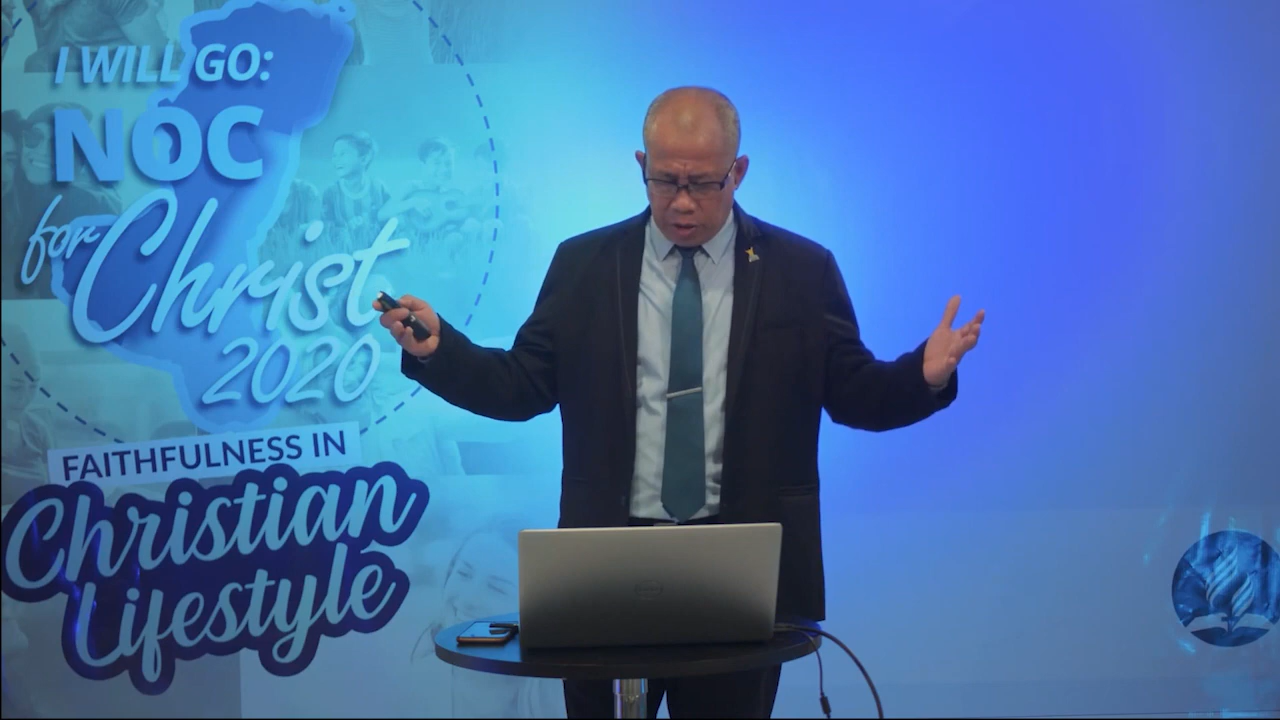 I WILL GO:
NOC
for Christ
2020
FAITHFULNESS IN
Christian
Lifestyle